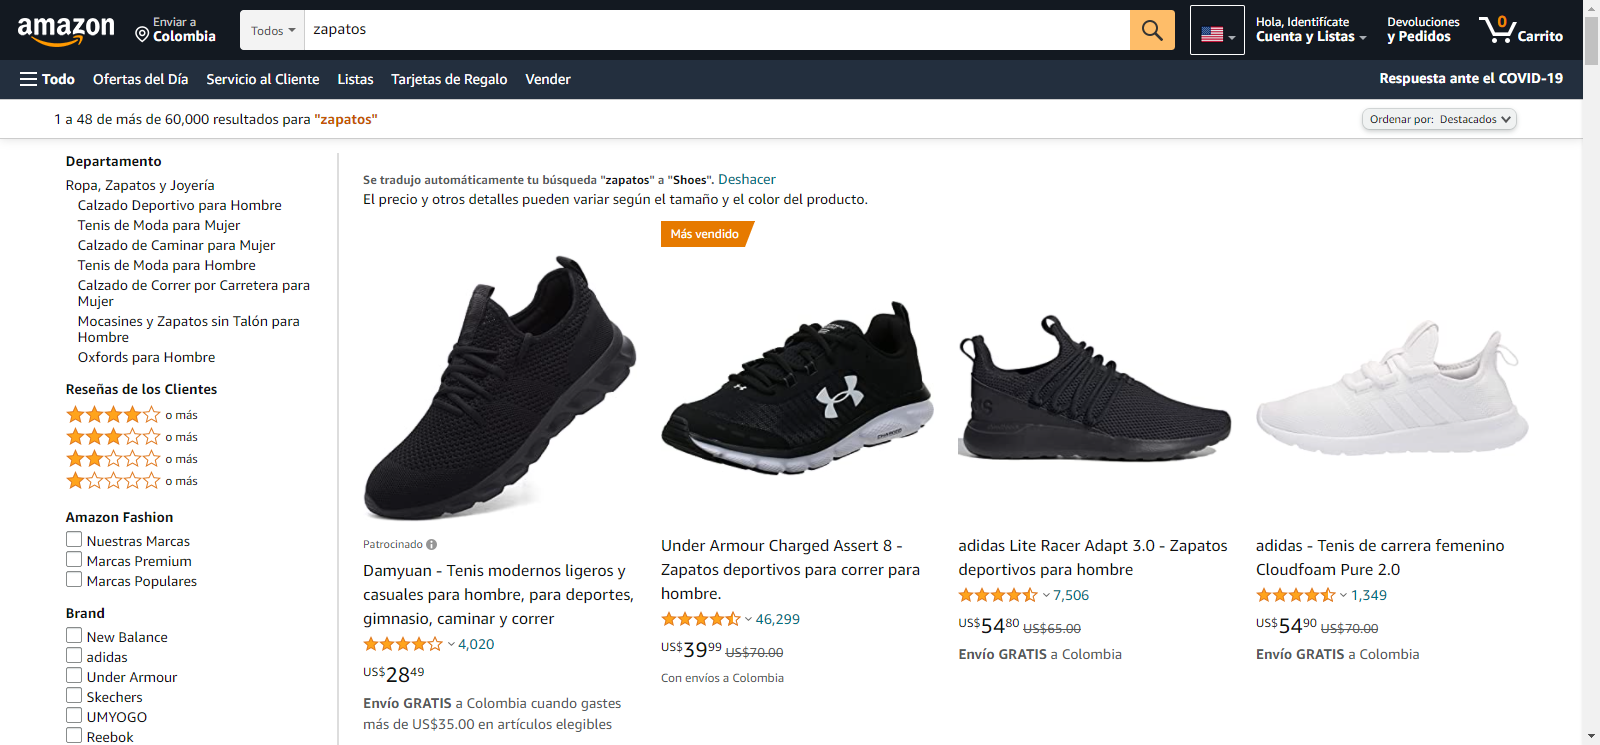 amazon
Enviar a
Colombia
Todos
zapatos
Hola, Identifícate
Cuenta y Listas
Devoluciones
y Pedidos
0
Carrito
Todo
Ofertas del Día
Servicio al Cliente
Listas
Tarjetas de Regalo
Vender
Respuesta ante el COVID-19
1 a 48 de más de 60,000 resultados para "zapatos"
Ordenar por: Destacados
Departamento
Ropa, Zapatos y Joyería
Calzado Deportivo para Hombre
Tenis de Moda para Mujer
Calzado de Caminar para Mujer
Tenis de Moda para Hombre
Calzado de Correr por Carretera para
Mujer
Mocasines y Zapatos sin Talón para
Hombre
Oxfords para Hombre
Reseñas de los Clientes
o más
o más
o más
o más
Amazon Fashion
Nuestras Marcas
Marcas Premium
Marcas Populares
Brand
New Balance
adidas
Under Armour
Skechers
UMYOGO
Reebok
Se tradujo automáticamente tu búsqueda "zapatos" a "Shoes". Deshacer
El precio y otros detalles pueden variar según el tamaño y el color del producto.
Patrocinado
Damyuan - Tenis modernos ligeros y
casuales para hombre, para deportes,
gimnasio, caminar y correr
4,020
US$2849
Envío GRATIS a Colombia cuando gastes
más de US$35.00 en artículos elegibles
Más vendido
Under Armour Charged Assert 8 -
Zapatos deportivos para correr para
hombre.
46,299
US$3999 US$70.00
Con envíos a Colombia
adidas Lite Racer Adapt 3.0 - Zapatos
deportivos para hombre
7,506
US$5480 US$65.00
Envío GRATIS a Colombia
adidas - Tenis de carrera femenino
Cloudfoam Pure 2.0
1,349
US$5490 US$70.00
Envío GRATIS a Colombia